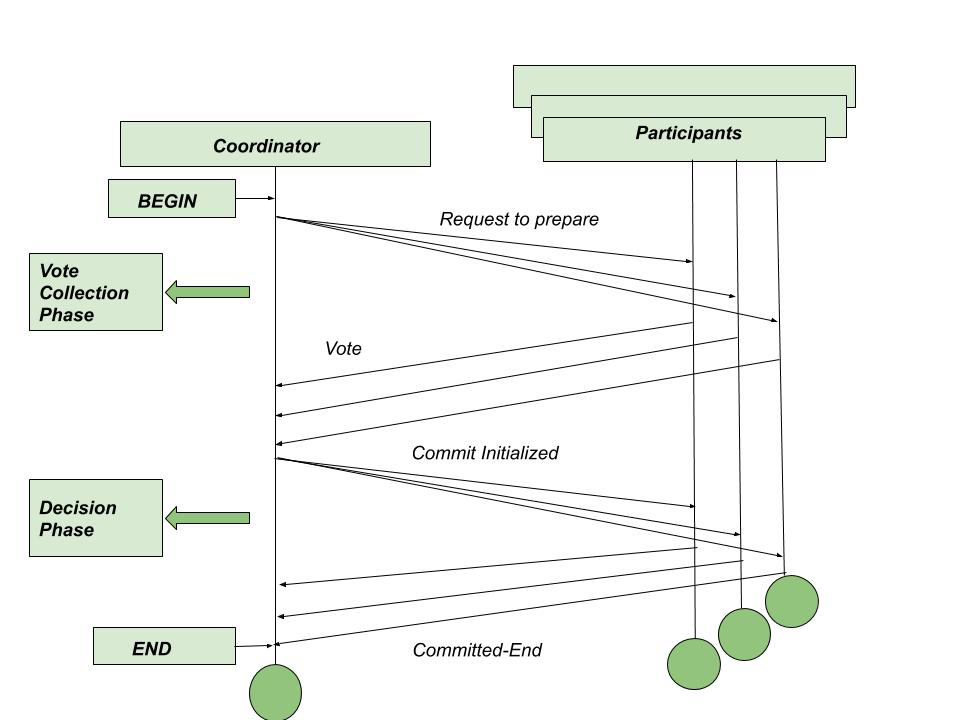 Participants
Coordinator
BEGIN
Request to prepare
Vote
Collection
Phase
Vote
Commit Initialized
Decision
Phase
END
Committed-End